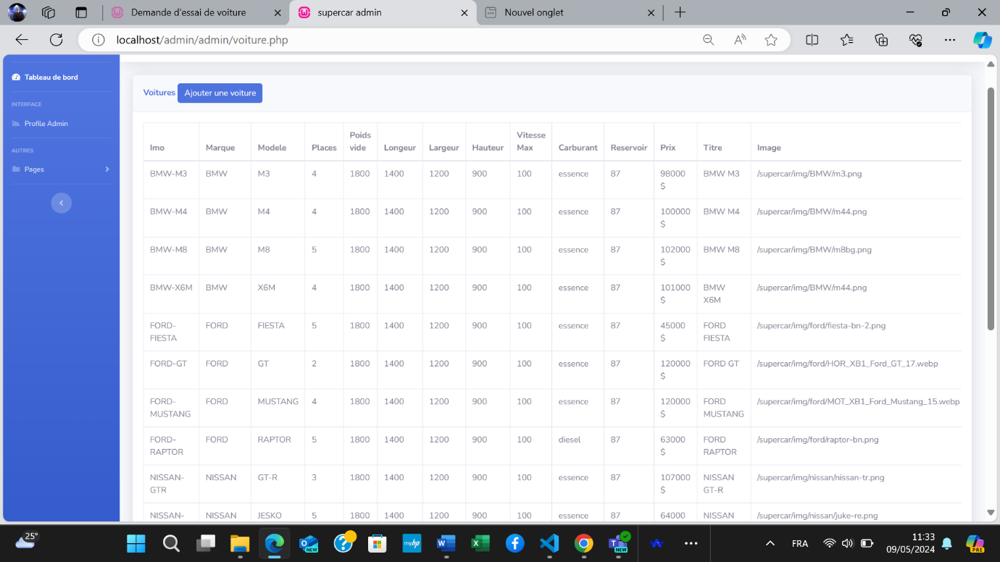 Demande d'essai de voiture
supercar admin
Nouvel onglet
localhost/admin/admin/voiture.php
Tableau de bord
INTERFACE
Profile Admin
AUTRES
Pages
Voitures Ajouter une voiture
Imo Marque Modele Places Poids vide Longeur Largeur Hauteur Vitesse Max Carburant Reservoir Prix Titre Image
BMW-M3 BMW M3 4 1800 1400 1200 900 100 essence 87 98000 $ BMW M3 /supercar/img/BMW/m3.png
BMW-M4 BMW M4 4 1800 1400 1200 900 100 essence 87 100000 $ BMW M4 /supercar/img/BMW/m44.png
BMW-M8 BMW M8 5 1800 1400 1200 900 100 essence 87 102000 $ BMW M8 /supercar/img/BMW/m8bg.png
BMW-X6M BMW X6M 4 1800 1400 1200 900 100 essence 87 101000 $ BMW X6M /supercar/img/BMW/m44.png
FORD-FIESTA FORD FIESTA 5 1800 1400 1200 900 100 essence 87 45000 $ FORD FIESTA /supercar/img/ford/fiesta-bn-2.png
FORD-GT FORD GT 2 1800 1400 1200 900 100 essence 87 120000 $ FORD GT /supercar/img/ford/HOR_XB1_Ford_GT_17.webp
FORD-MUSTANG FORD MUSTANG 4 1800 1400 1200 900 100 essence 87 120000 $ FORD MUSTANG /supercar/img/ford/MOT_XB1_Ford_Mustang_15.webp
FORD-RAPTOR FORD RAPTOR 5 1800 1400 1200 900 100 diesel 87 63000 $ FORD RAPTOR /supercar/img/ford/raptor-bn.png
NISSAN-GTR NISSAN GT-R 3 1800 1400 1200 900 100 essence 87 107000 $ NISSAN GT-R /supercar/img/nissan/nissan-tr.png
NISSAN- NISSAN JESKO 5 1800 1400 1200 900 100 essence 87 64000 NISSAN /supercar/img/nissan/juke-re.png
25°
NEW
myhp
NEW
FRA
11:33
09/05/2024
PRE